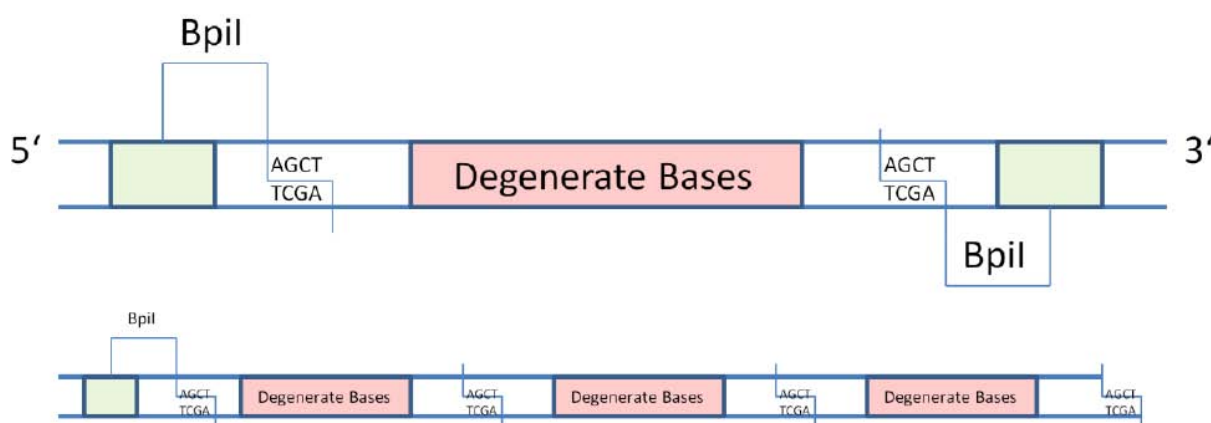 BpiI
5‘
AGCT
TCGA
Degenerate Bases
AGCT
TCGA
3‘
BpiI
BpiI
AGCT
TCGA
Degenerate Bases
AGCT
TCGA
Degenerate Bases
AGCT
TCGA
Degenerate Bases
AGCT
TCGA